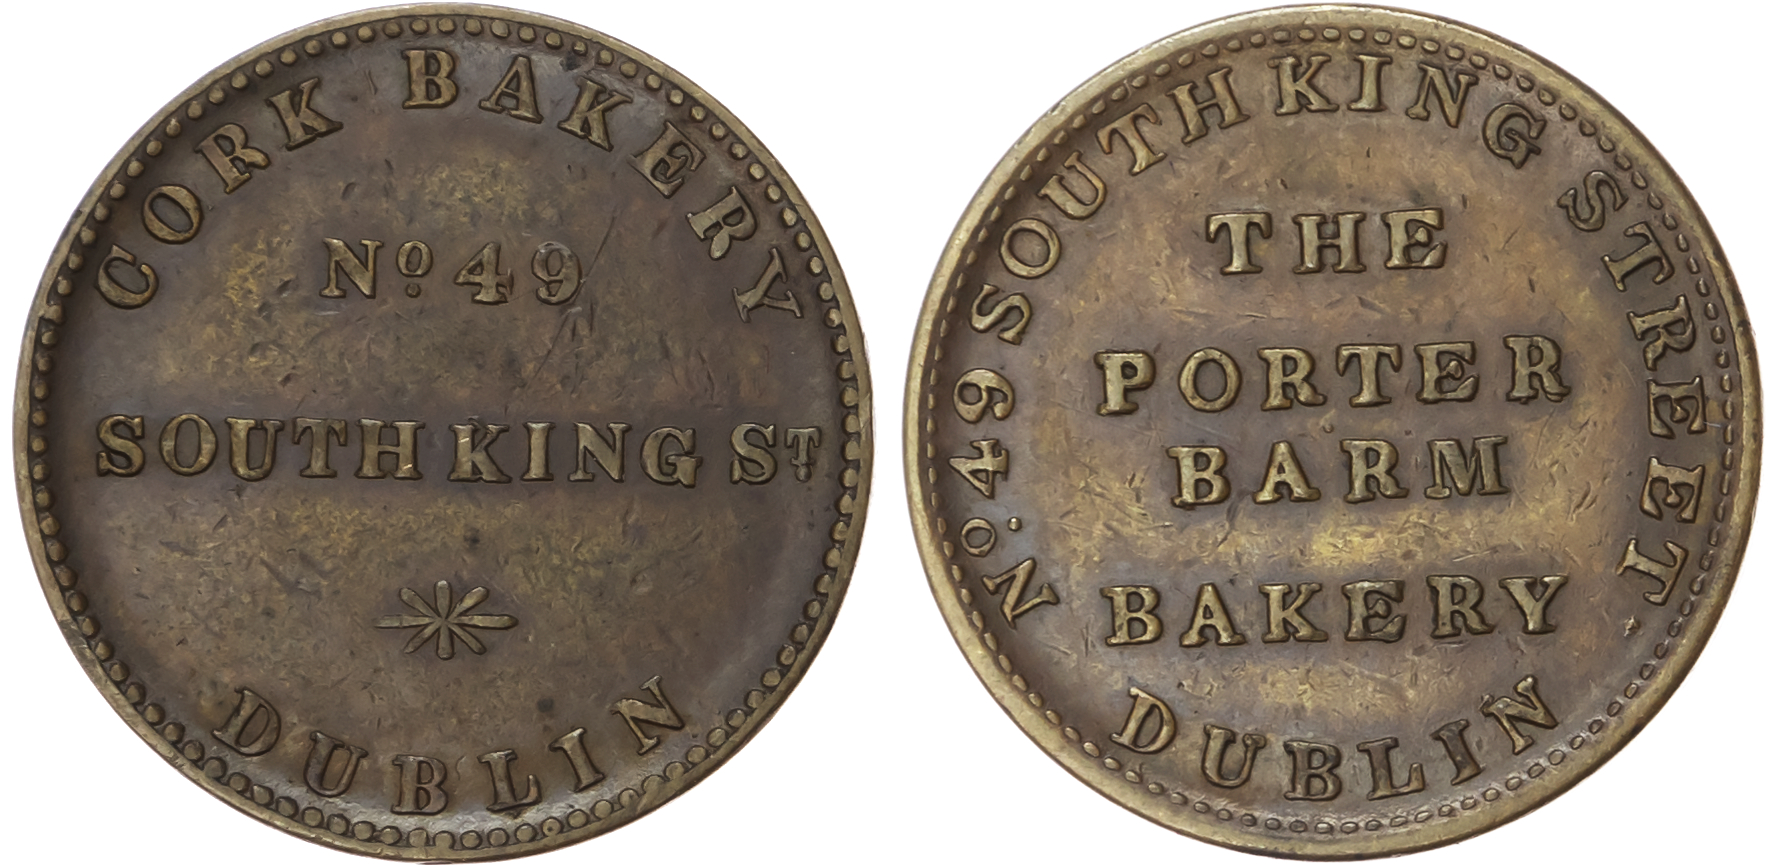 CORK BAKERY
Nº 49
SOUTH KING ST
DUBLIN
Nº. 49 SOUTH KING STREET.
THE
PORTER
BARM
BAKERY
DUBLIN